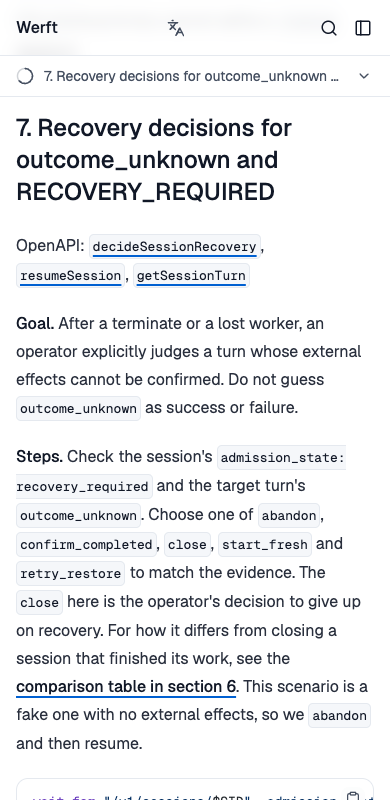 Werft
7. Recovery decisions for outcome_unknown ...
7. Recovery decisions for
outcome_unknown and
RECOVERY_REQUIRED
OpenAPI: decideSessionRecovery,
resumeSession, getSessionTurn
Goal. After a terminate or a lost worker, an
operator explicitly judges a turn whose external
effects cannot be confirmed. Do not guess
outcome_unknown as success or failure.
Steps. Check the session's admission_state:
recovery_required and the target turn's
outcome_unknown. Choose one of abandon,
confirm_completed, close, start_fresh and
retry_restore to match the evidence. The
close here is the operator's decision to give up
on recovery. For how it differs from closing a
session that finished its work, see the
comparison table in section 6. This scenario is a
fake one with no external effects, so we abandon
and then resume.